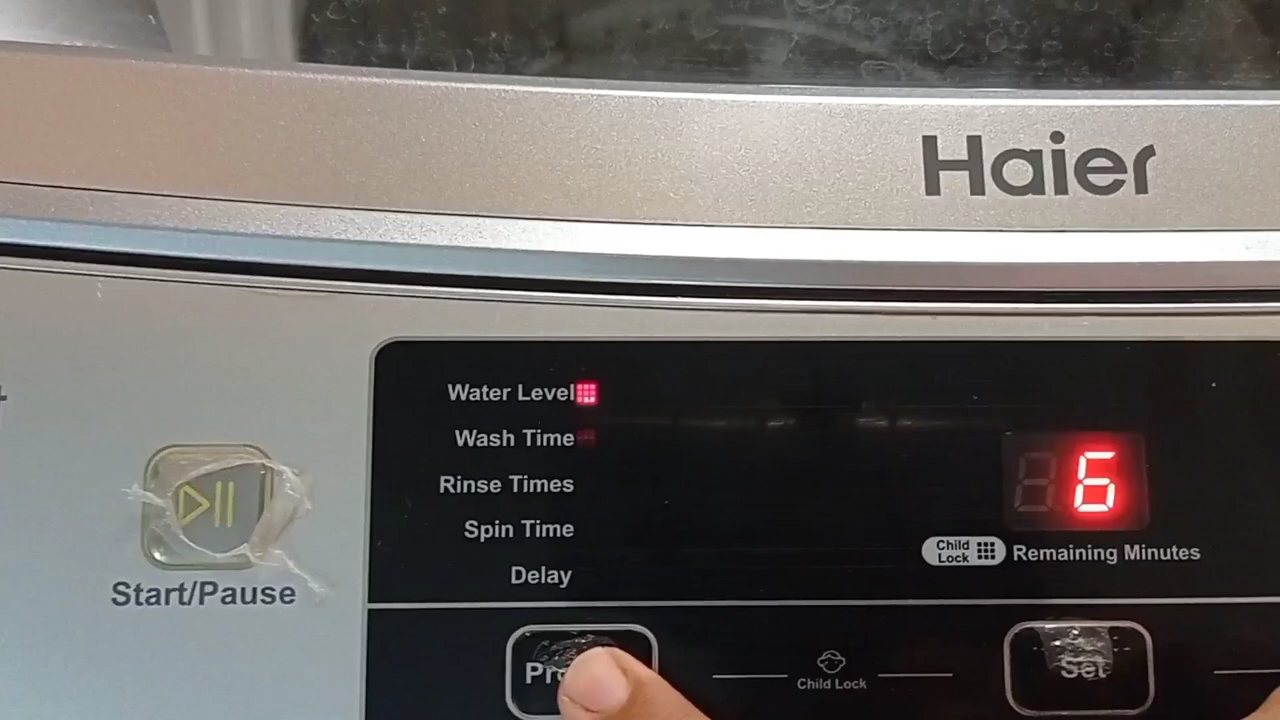 Haier
Water Level
Wash Time
Rinse Times
Spin Time
Delay
6
Child
Lock
Remaining Minutes
Start/Pause
Child Lock
Set